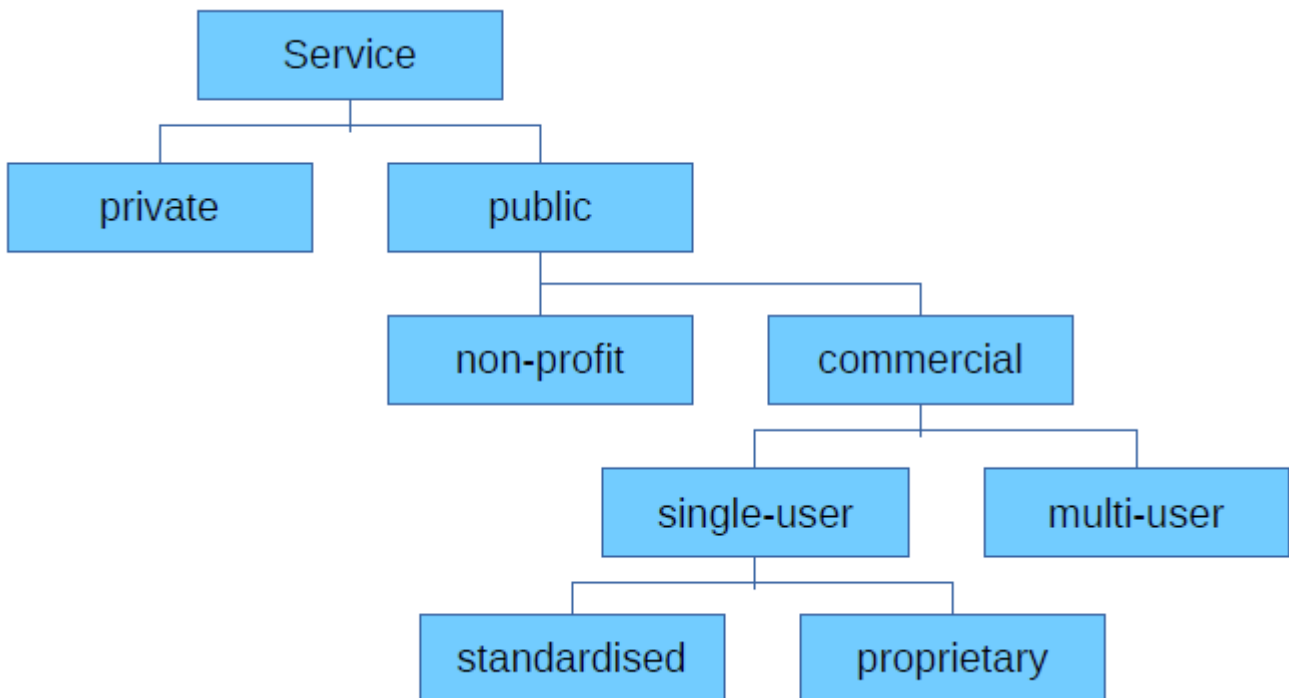 Service
private
public
non-profit
commercial
single-user
multi-user
standardised
proprietary